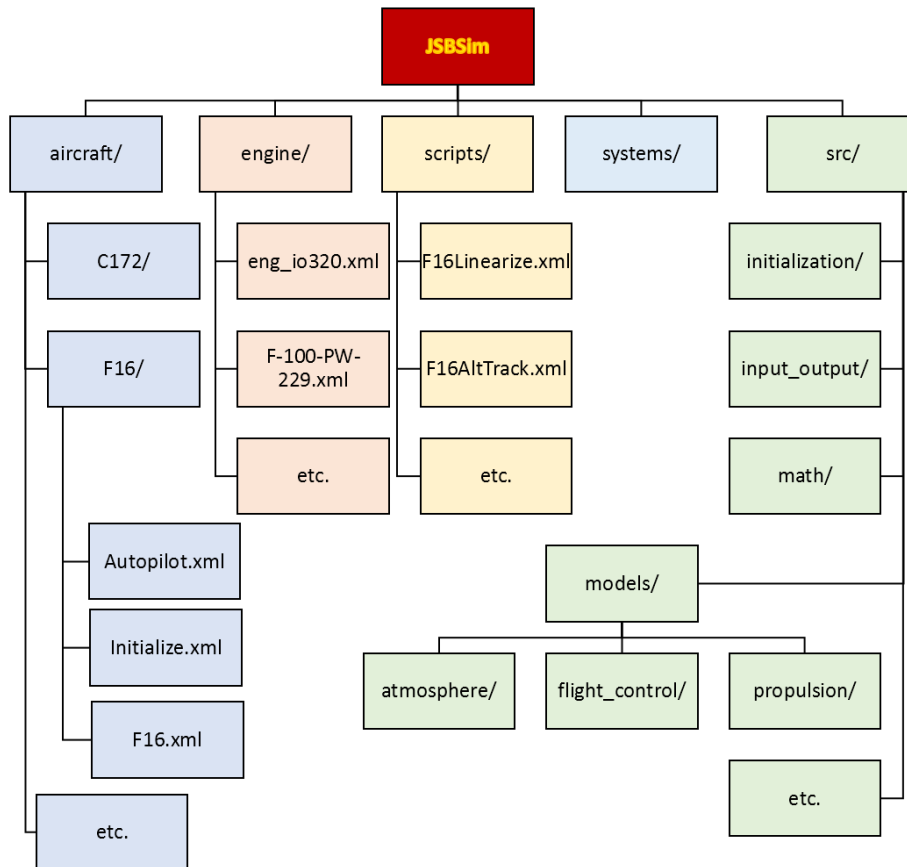 JSBSim
aircraft/
engine/
scripts/
systems/
src/
C172/
eng_io320.xml
F16Linearize.xml
initialization/
F16/
F-100-PW-
229.xml
F16AltTrack.xml
input_output/
etc.
etc.
math/
Autopilot.xml
models/
Initialize.xml
atmosphere/
flight_control/
propulsion/
F16.xml
etc.
etc.